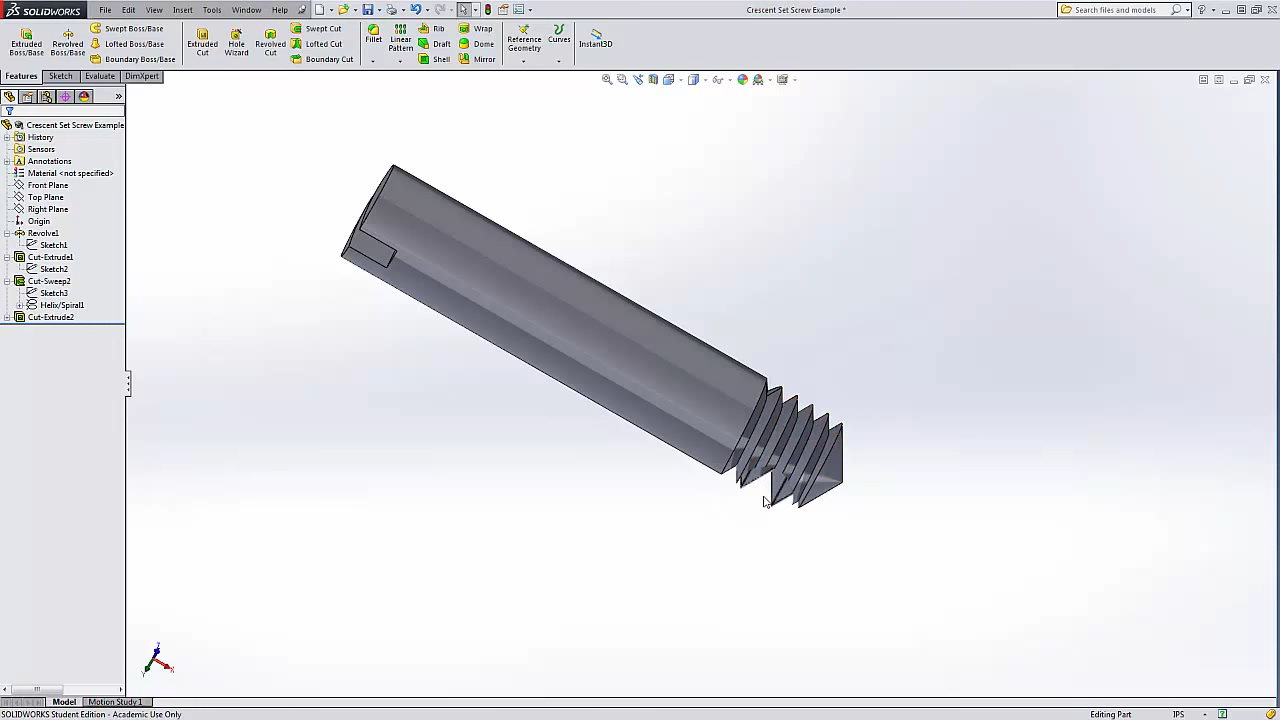 SOLIDWORKS File Edit View Insert Tools Window Help Crescent Set Screw Example * Search files and models
Extruded Boss/Base
Revolved Boss/Base
Swept Boss/Base
Lofted Boss/Base
Boundary Boss/Base
Extruded Cut
Hole Wizard
Revolved Cut
Swept Cut
Lofted Cut
Boundary Cut
Fillet
Linear Pattern
Rib
Draft
Shell
Wrap
Dome
Mirror
Reference Geometry
Curves
Instant3D
Features Sketch Evaluate DimXpert
Crescent Set Screw Example
History
Sensors
Annotations
Material <not specified>
Front Plane
Top Plane
Right Plane
Origin
Revolve1
Sketch1
Cut-Extrude1
Sketch2
Cut-Sweep2
Sketch3
Helix/Spiral1
Cut-Extrude2
Z
Y
X
Model Motion Study 1
SOLIDWORKS Student Edition - Academic Use Only Editing Part IPS